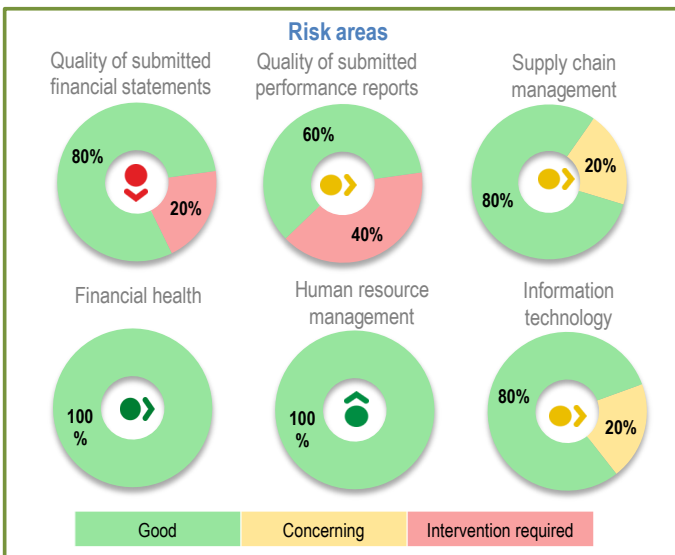 Risk areas
Quality of submitted
financial statements
Quality of submitted
performance reports
Supply chain
management
80%
20%
60%
40%
20%
80%
Financial health
Human resource
management
Information
technology
100
%
100
%
80%
20%
Good
Concerning
Intervention required